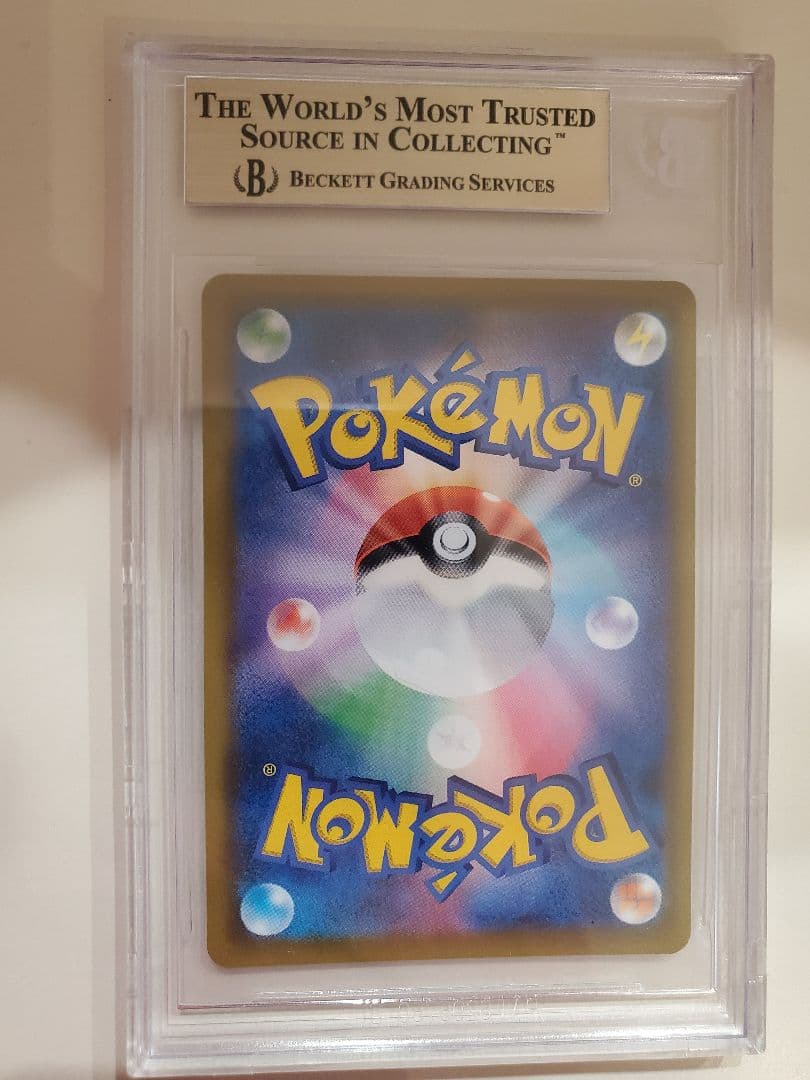 THE WORLD'S MOST TRUSTED
SOURCE IN COLLECTING™
B BECKETT GRADING SERVICES
POKéMON®
POKéMON®